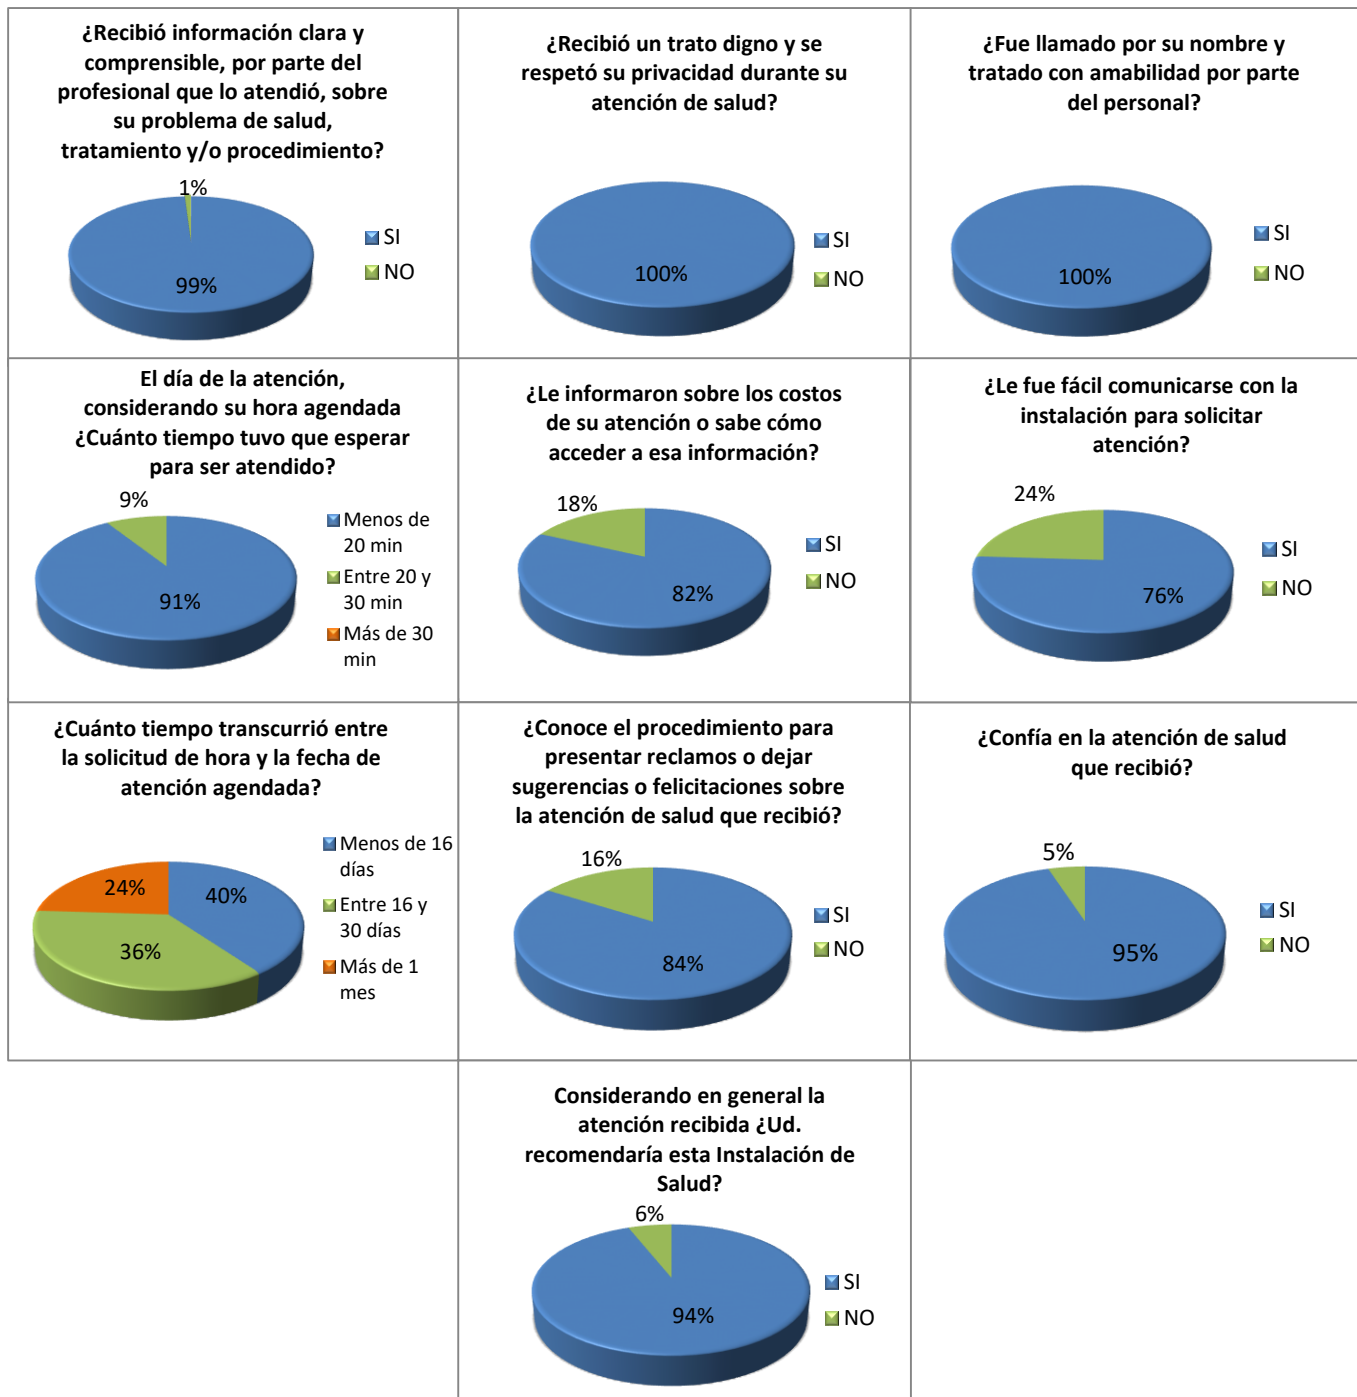 ¿Recibió información clara y
comprensible, por parte del
profesional que lo atendió, sobre
su problema de salud,
tratamiento y/o procedimiento?
1%
99%
SI
NO
¿Recibió un trato digno y se
respetó su privacidad durante su
atención de salud?
100%
SI
NO
¿Fue llamado por su nombre y
tratado con amabilidad por parte
del personal?
100%
SI
NO
El día de la atención,
considerando su hora agendada
¿Cuánto tiempo tuvo que esperar
para ser atendido?
9%
91%
Menos de
20 min
Entre 20 y
30 min
Más de 30
min
¿Le informaron sobre los costos
de su atención o sabe cómo
acceder a esa información?
18%
82%
SI
NO
¿Le fue fácil comunicarse con la
instalación para solicitar
atención?
24%
76%
SI
NO
¿Cuánto tiempo transcurrió entre
la solicitud de hora y la fecha de
atención agendada?
24%
40%
36%
Menos de 16
días
Entre 16 y
30 días
Más de 1
mes
¿Conoce el procedimiento para
presentar reclamos o dejar
sugerencias o felicitaciones sobre
la atención de salud que recibió?
16%
84%
SI
NO
¿Confía en la atención de salud
que recibió?
5%
95%
SI
NO
Considerando en general la
atención recibida ¿Ud.
recomendaría esta Instalación de
Salud?
6%
94%
SI
NO